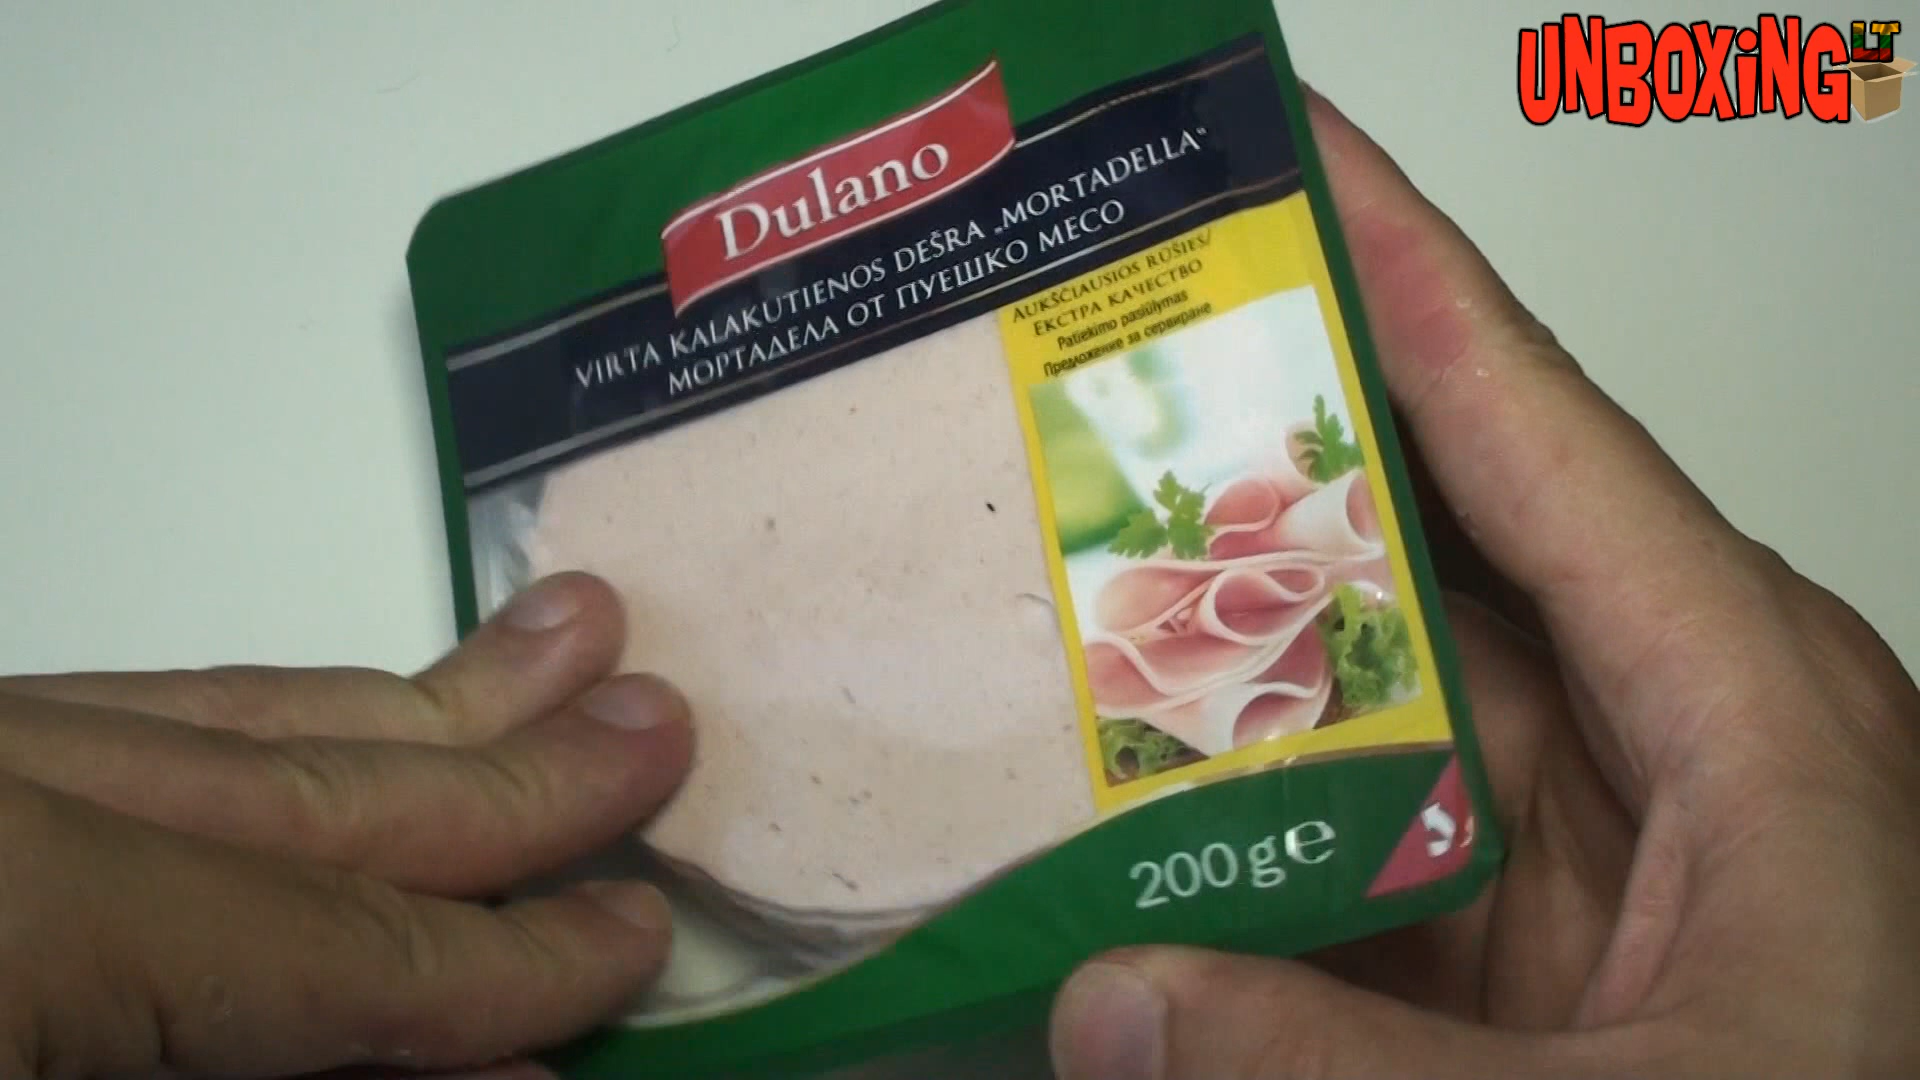 UNBOXiNG LT
Dulano
VIRTA KALAKUTIENOS DEŠRA „MORTADELLA“
МОРТАДЕЛА ОТ ПУЕШКО МЕСО
AUKŠČIAUSIOS RŪŠIES/
ЕКСТРА КАЧЕСТВО
Patiekimo pasiūlymas
Предложение за сервиране
200 g e